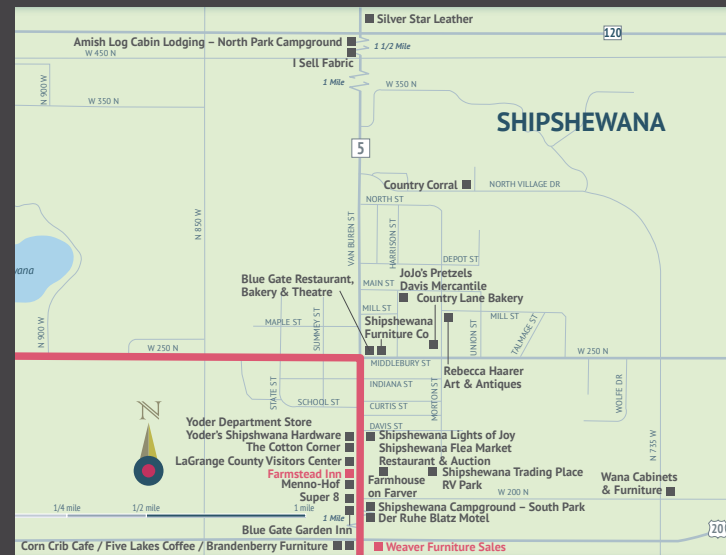 Silver Star Leather
120
Amish Log Cabin Lodging – North Park Campground
1 1/2 Mile
W 450 N
I Sell Fabric
1 Mile
W 350 N
N 900 W
W 350 N
SHIPSHEWANA
5
Country Corral
NORTH VILLAGE DR
NORTH ST
N 850 W
VAN BUREN ST
HARRISON ST
DEPOT ST
wana
Blue Gate Restaurant,
Bakery & Theatre
MAIN ST
JoJo's Pretzels
Davis Mercantile
Country Lane Bakery
MILL ST
MILL ST
N 900 W
MAPLE ST
SUMMEY ST
Shipshewana
Furniture Co
UNION ST
TALMAGE ST
W 250 N
W 250 N
MIDDLEBURY ST
Rebecca Haarer
Art & Antiques
STATE ST
INDIANA ST
MORTON ST
WOLFE DR
SCHOOL ST
CURTIS ST
N
DAVIS ST
N 735 W
Yoder Department Store
Yoder's Shipshwana Hardware
The Cotton Corner
LaGrange County Visitors Center
Farmstead Inn
Menno-Hof
Super 8
Shipshewana Lights of Joy
Shipshewana Flea Market
Restaurant & Auction
Shipshewana Trading Place
RV Park
Farmhouse
on Farver
W 200 N
Wana Cabinets
& Furniture
1/4 mile
1/2 mile
1 mile
1 Mile
Shipshewana Campground – South Park
Der Ruhe Blatz Motel
Blue Gate Garden Inn
20
Corn Crib Cafe / Five Lakes Coffee / Brandenberry Furniture
Weaver Furniture Sales